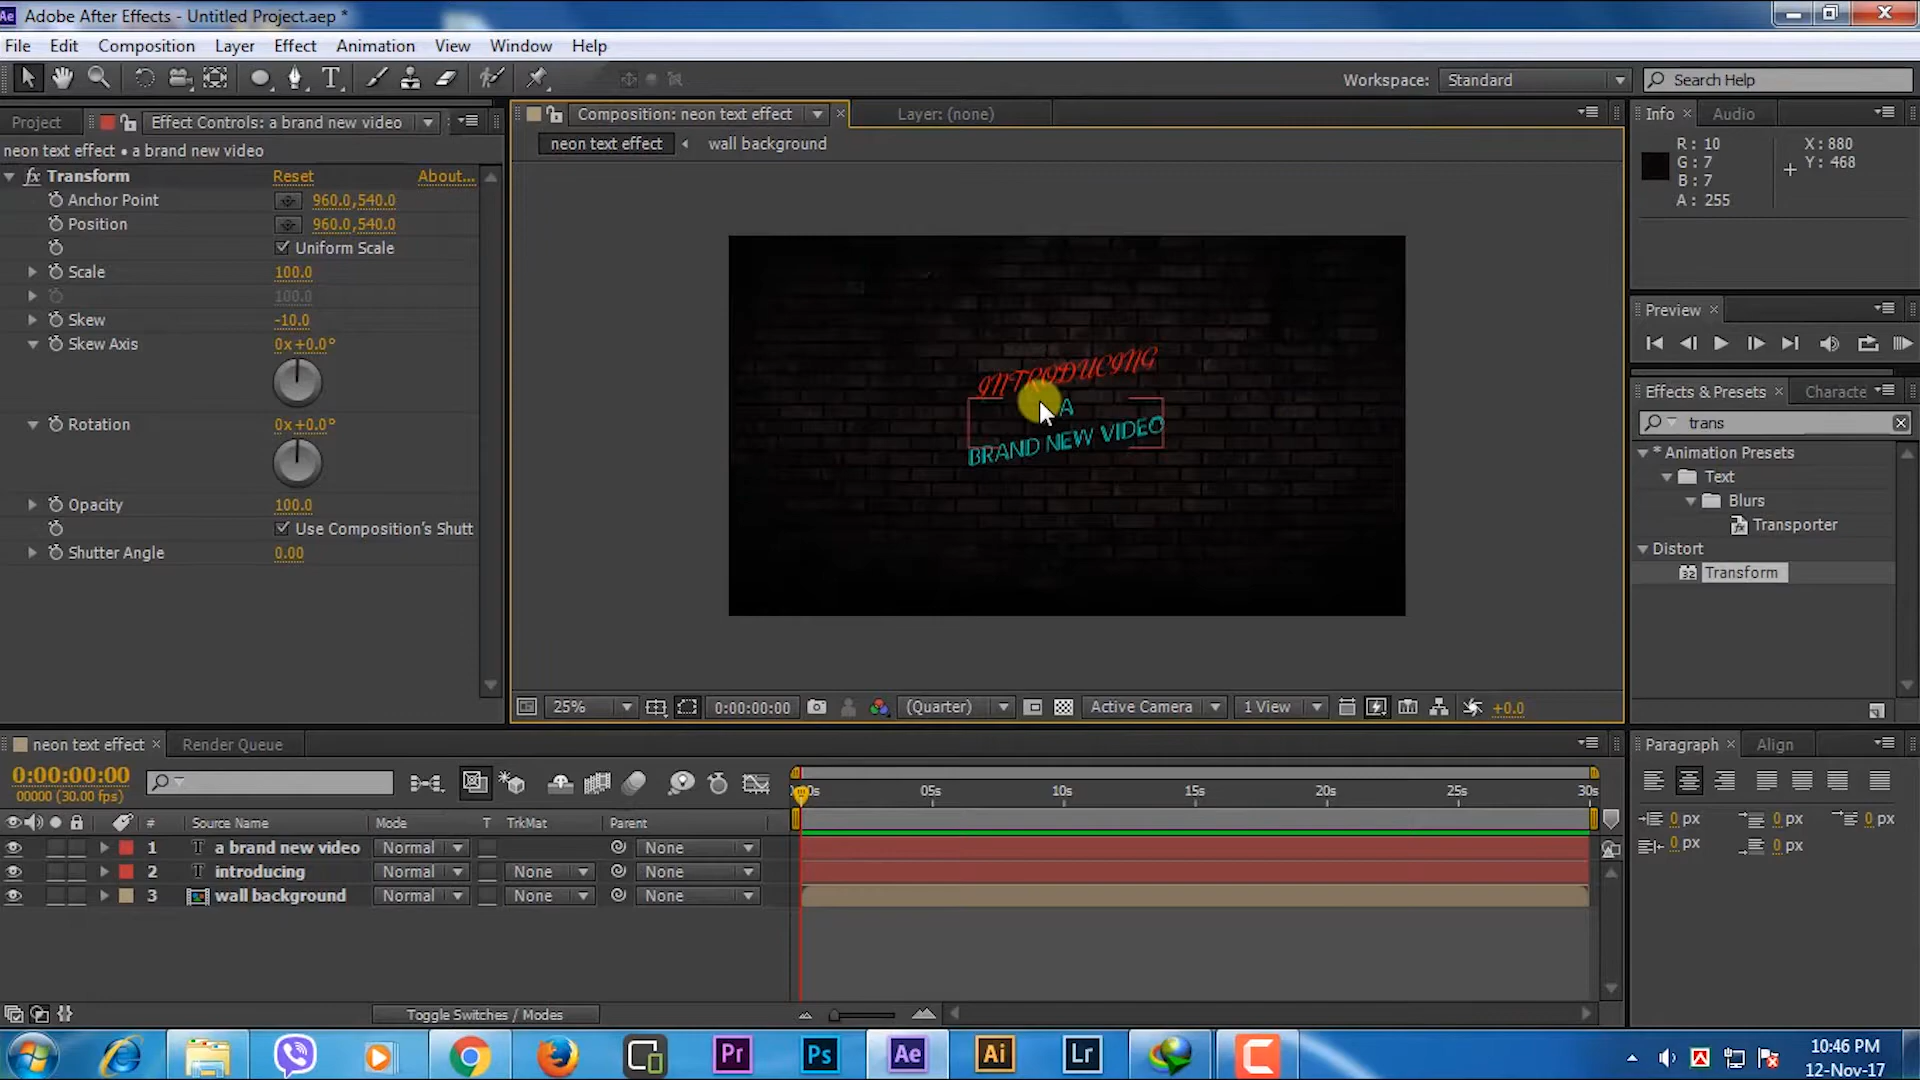 Ae Adobe After Effects - Untitled Project.aep *
File Edit Composition Layer Effect Animation View Window Help
Workspace: Standard Search Help
Project Effect Controls: a brand new video
neon text effect • a brand new video
fx Transform Reset About...
Anchor Point 960.0,540.0
Position 960.0,540.0
Uniform Scale
Scale 100.0
100.0
Skew -10.0
Skew Axis 0x+0.0°
Rotation 0x+0.0°
Opacity 100.0
Use Composition's Shutt
Shutter Angle 0.00
Composition: neon text effect Layer: (none)
neon text effect wall background
INTRODUCING
A
BRAND NEW VIDEO
25% 0:00:00:00 (Quarter) Active Camera 1 View +0.0
Info Audio
R: 10 X: 880
G: 7 Y: 468
B: 7
A: 255
Preview
Effects & Presets Characte
trans
* Animation Presets
Text
Blurs
Transporter
Distort
32 Transform
neon text effect Render Queue
0:00:00:00
00000 (30.00 fps)
05s 10s 15s 20s 25s 30s
# Source Name Mode T TrkMat Parent
1 T a brand new video Normal None
2 T introducing Normal None None
3 wall background Normal None None
Toggle Switches / Modes
Paragraph Align
0 px 0 px 0 px
0 px 0 px
Pr Ps Ae Ai Lr
10:46 PM
12-Nov-17